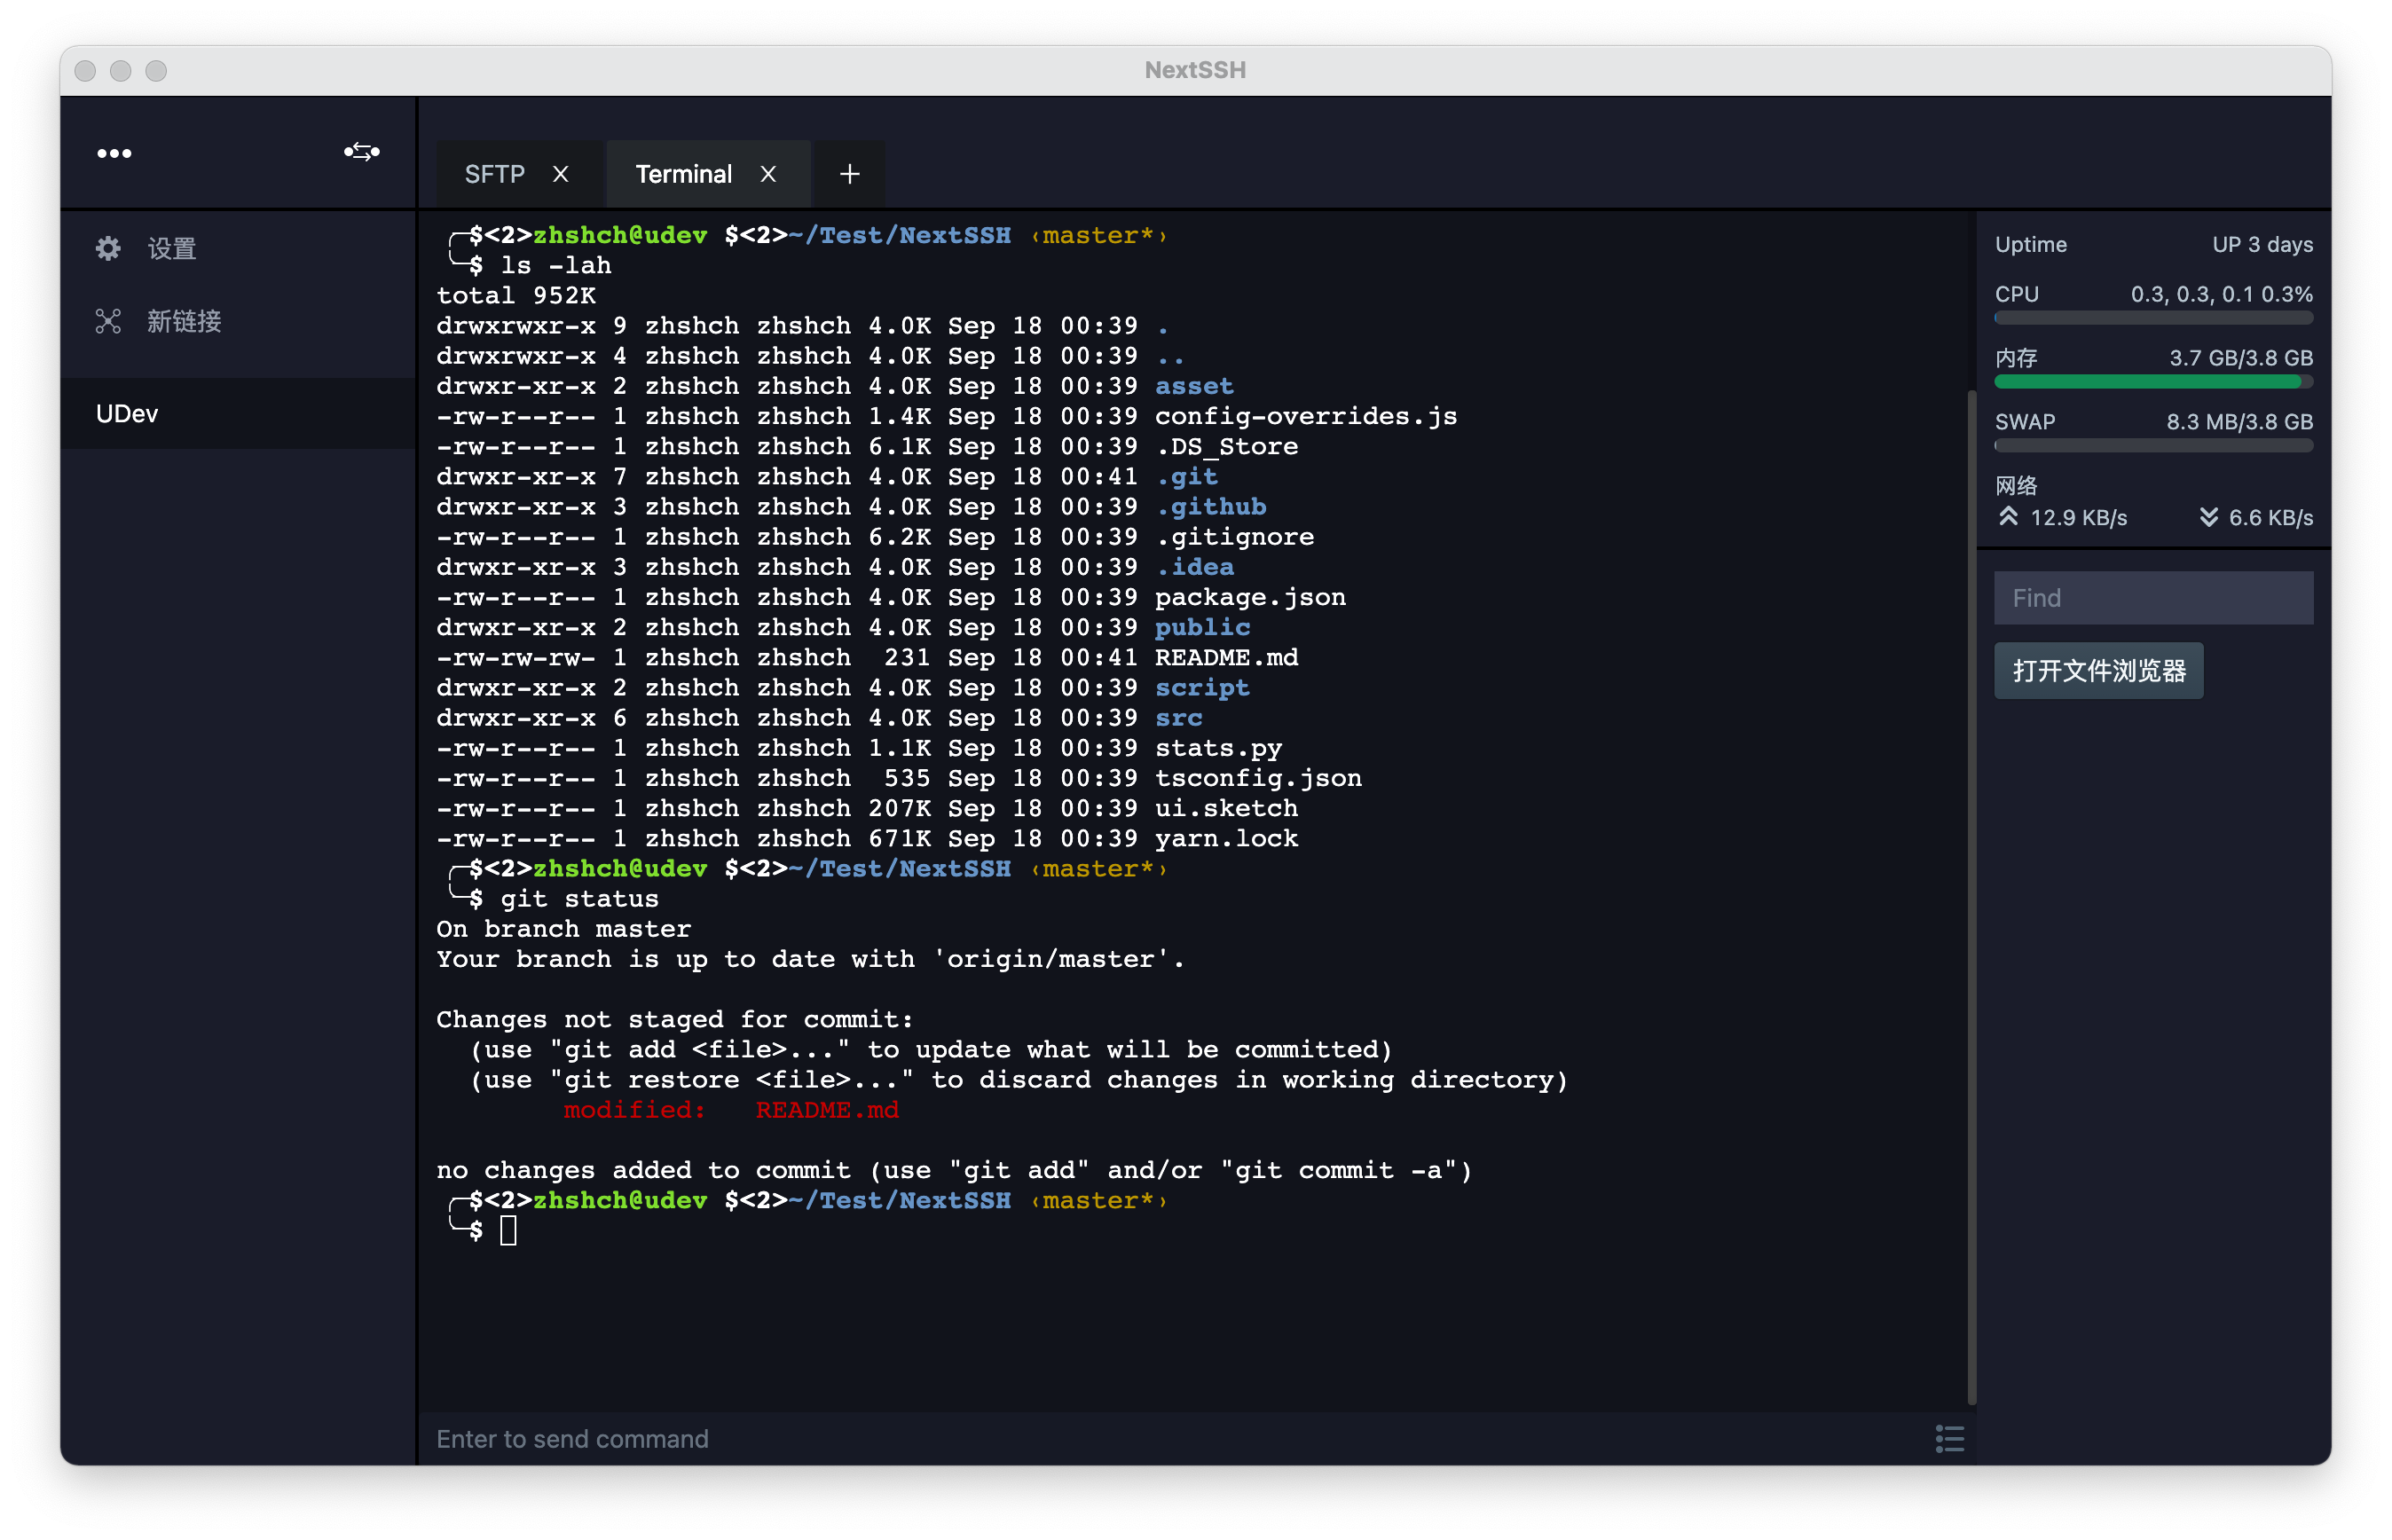 NextSSH
SFTP X Terminal X +
设置
新链接
UDev
╭─$<2>zhshch@udev $<2>~/Test/NextSSH ‹master*›
╰─$ ls -lah
total 952K
drwxrwxr-x 9 zhshch zhshch 4.0K Sep 18 00:39 .
drwxrwxr-x 4 zhshch zhshch 4.0K Sep 18 00:39 ..
drwxr-xr-x 2 zhshch zhshch 4.0K Sep 18 00:39 asset
-rw-r--r-- 1 zhshch zhshch 1.4K Sep 18 00:39 config-overrides.js
-rw-r--r-- 1 zhshch zhshch 6.1K Sep 18 00:39 .DS_Store
drwxr-xr-x 7 zhshch zhshch 4.0K Sep 18 00:41 .git
drwxr-xr-x 3 zhshch zhshch 4.0K Sep 18 00:39 .github
-rw-r--r-- 1 zhshch zhshch 6.2K Sep 18 00:39 .gitignore
drwxr-xr-x 3 zhshch zhshch 4.0K Sep 18 00:39 .idea
-rw-r--r-- 1 zhshch zhshch 4.0K Sep 18 00:39 package.json
drwxr-xr-x 2 zhshch zhshch 4.0K Sep 18 00:39 public
-rw-rw-rw- 1 zhshch zhshch  231 Sep 18 00:41 README.md
drwxr-xr-x 2 zhshch zhshch 4.0K Sep 18 00:39 script
drwxr-xr-x 6 zhshch zhshch 4.0K Sep 18 00:39 src
-rw-r--r-- 1 zhshch zhshch 1.1K Sep 18 00:39 stats.py
-rw-r--r-- 1 zhshch zhshch  535 Sep 18 00:39 tsconfig.json
-rw-r--r-- 1 zhshch zhshch 207K Sep 18 00:39 ui.sketch
-rw-r--r-- 1 zhshch zhshch 671K Sep 18 00:39 yarn.lock
╭─$<2>zhshch@udev $<2>~/Test/NextSSH ‹master*›
╰─$ git status
On branch master
Your branch is up to date with 'origin/master'.
Changes not staged for commit:
  (use "git add <file>..." to update what will be committed)
  (use "git restore <file>..." to discard changes in working directory)
        modified:   README.md
no changes added to commit (use "git add" and/or "git commit -a")
╭─$<2>zhshch@udev $<2>~/Test/NextSSH ‹master*›
╰─$
Enter to send command
Uptime UP 3 days
CPU 0.3, 0.3, 0.1 0.3%
内存 3.7 GB/3.8 GB
SWAP 8.3 MB/3.8 GB
网络
12.9 KB/s 6.6 KB/s
Find
打开文件浏览器